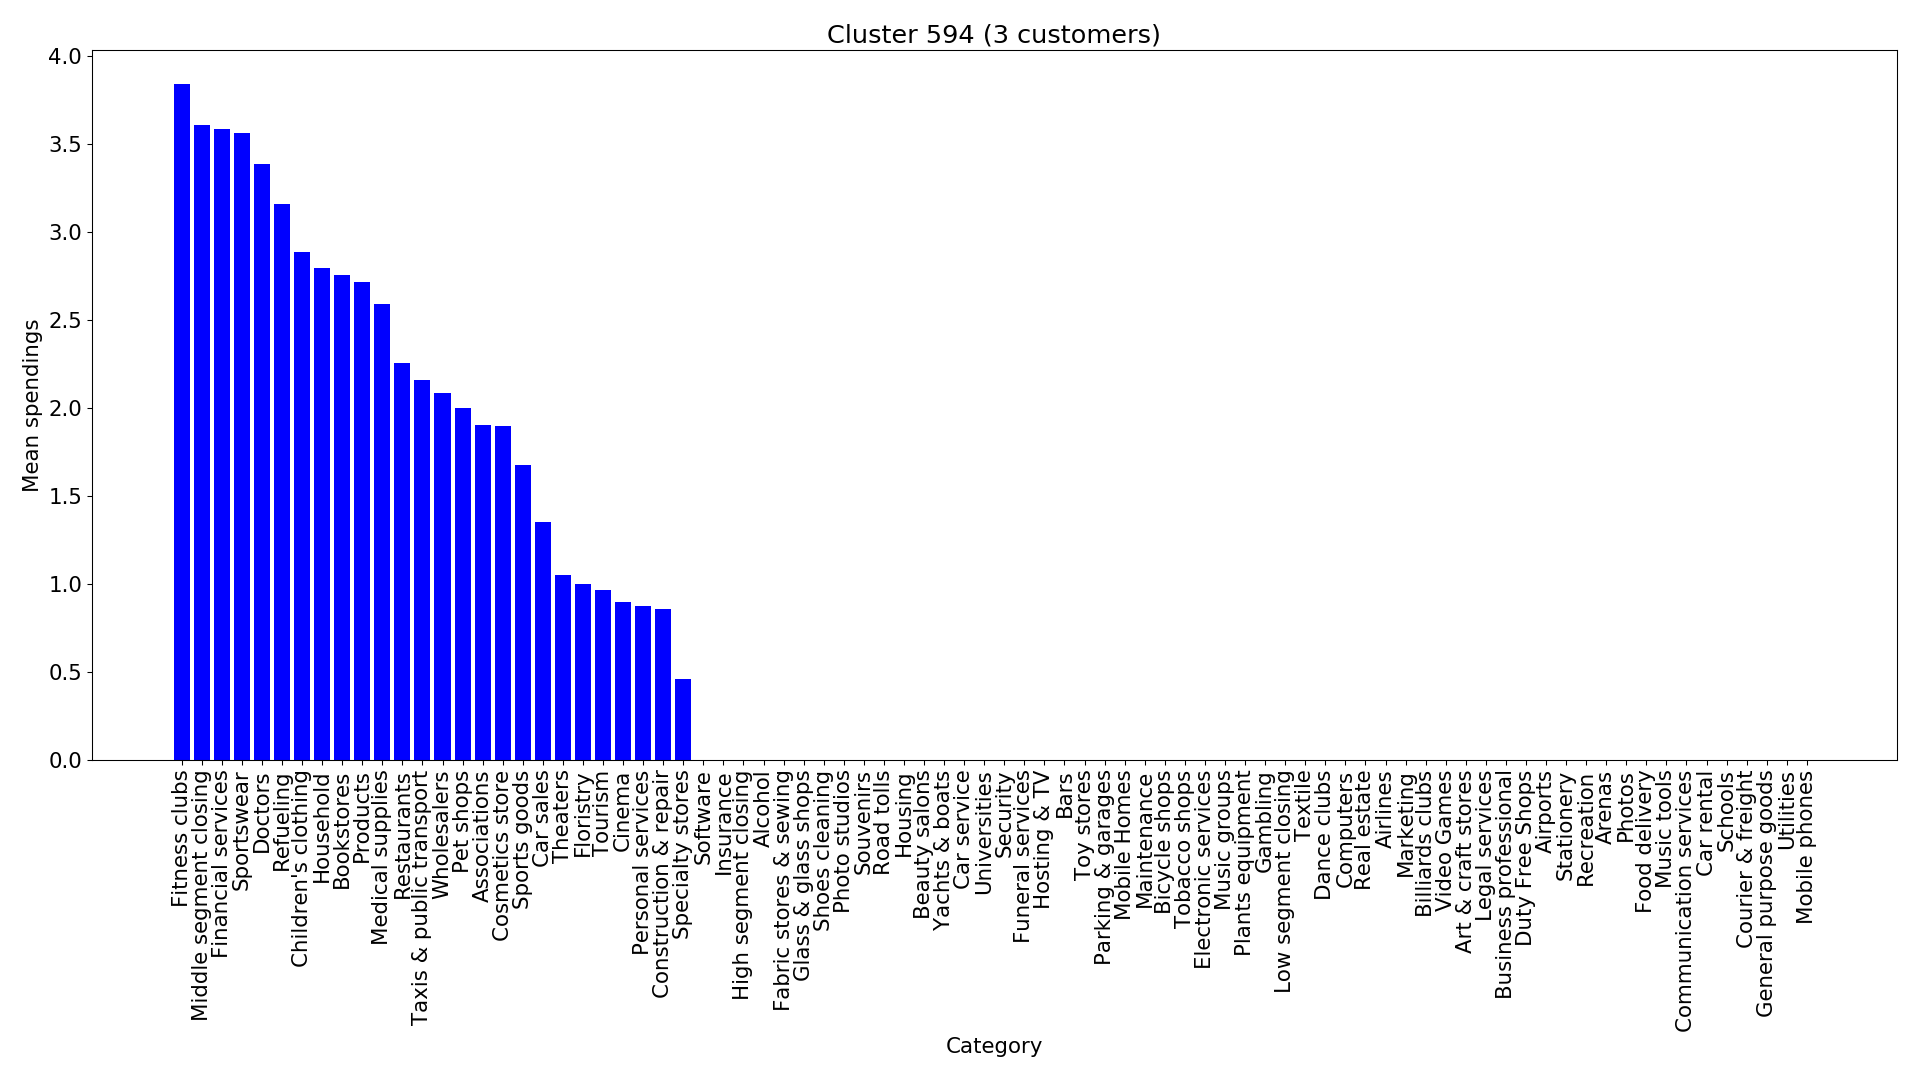 Cluster 594 (3 customers)
4.0
3.5
3.0
2.5
2.0
1.5
1.0
0.5
0.0
Mean spendings
Fitness clubs
Middle segment closing
Financial services
Sportswear
Doctors
Refueling
Children's clothing
Household
Bookstores
Products
Medical supplies
Restaurants
Taxis & public transport
Wholesalers
Pet shops
Associations
Cosmetics store
Sports goods
Car sales
Theaters
Floristry
Tourism
Cinema
Personal services
Construction & repair
Specialty stores
Software
Insurance
High segment closing
Alcohol
Fabric stores & sewing
Glass & glass shops
Shoes cleaning
Photo studios
Souvenirs
Road tolls
Housing
Beauty salons
Yachts & boats
Car service
Universities
Security
Funeral services
Hosting & TV
Bars
Toy stores
Parking & garages
Mobile Homes
Maintenance
Bicycle shops
Tobacco shops
Electronic services
Music groups
Plants equipment
Gambling
Low segment closing
Textile
Dance clubs
Computers
Real estate
Airlines
Marketing
Billiards clubs
Video Games
Art & craft stores
Legal services
Business professional
Duty Free Shops
Airports
Stationery
Recreation
Arenas
Photos
Food delivery
Music tools
Communication services
Car rental
Schools
Courier & freight
General purpose goods
Utilities
Mobile phones
Category